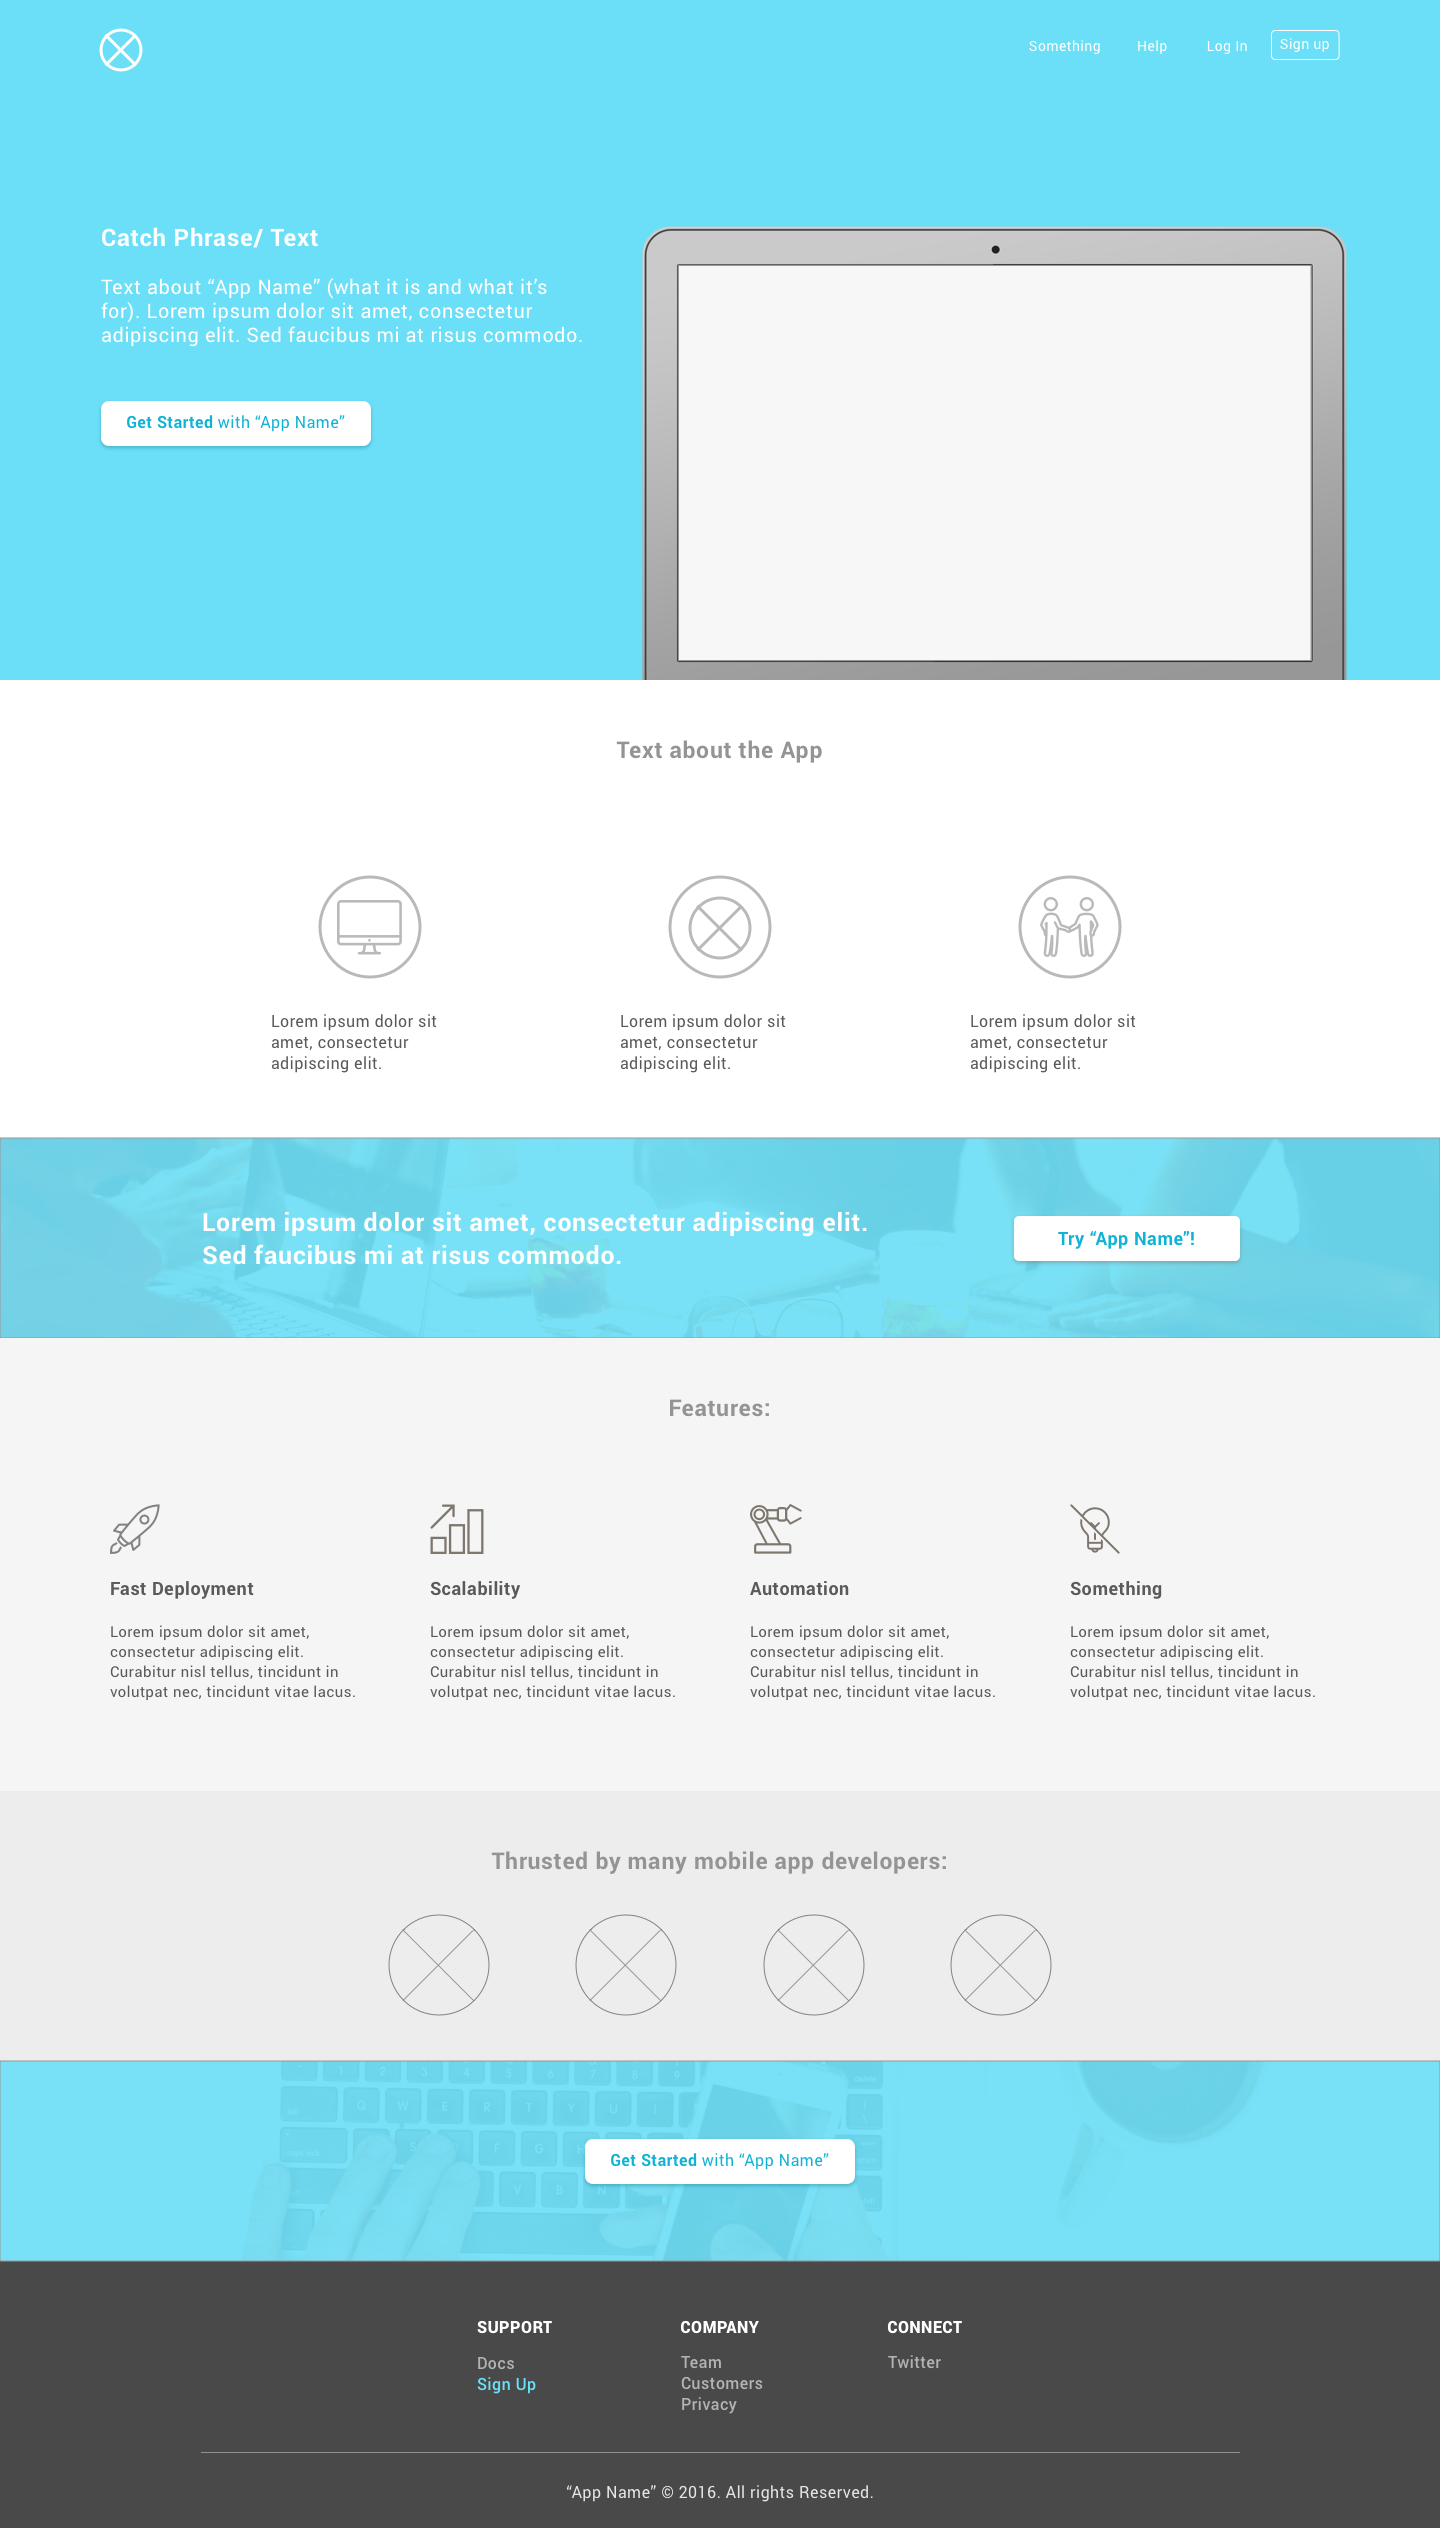 Something Help Log In Sign up
Catch Phrase/ Text
Text about “App Name” (what it is and what it’s
for). Lorem ipsum dolor sit amet, consectetur
adipiscing elit. Sed faucibus mi at risus commodo.
Get Started with “App Name”
Text about the App
Lorem ipsum dolor sit
amet, consectetur
adipiscing elit.
Lorem ipsum dolor sit
amet, consectetur
adipiscing elit.
Lorem ipsum dolor sit
amet, consectetur
adipiscing elit.
Lorem ipsum dolor sit amet, consectetur adipiscing elit.
Sed faucibus mi at risus commodo.
Try “App Name”!
Features:
Fast Deployment
Lorem ipsum dolor sit amet,
consectetur adipiscing elit.
Curabitur nisl tellus, tincidunt in
volutpat nec, tincidunt vitae lacus.
Scalability
Lorem ipsum dolor sit amet,
consectetur adipiscing elit.
Curabitur nisl tellus, tincidunt in
volutpat nec, tincidunt vitae lacus.
Automation
Lorem ipsum dolor sit amet,
consectetur adipiscing elit.
Curabitur nisl tellus, tincidunt in
volutpat nec, tincidunt vitae lacus.
Something
Lorem ipsum dolor sit amet,
consectetur adipiscing elit.
Curabitur nisl tellus, tincidunt in
volutpat nec, tincidunt vitae lacus.
Thrusted by many mobile app developers:
Get Started with “App Name”
SUPPORT
Docs
Sign Up
COMPANY
Team
Customers
Privacy
CONNECT
Twitter
“App Name” © 2016. All rights Reserved.